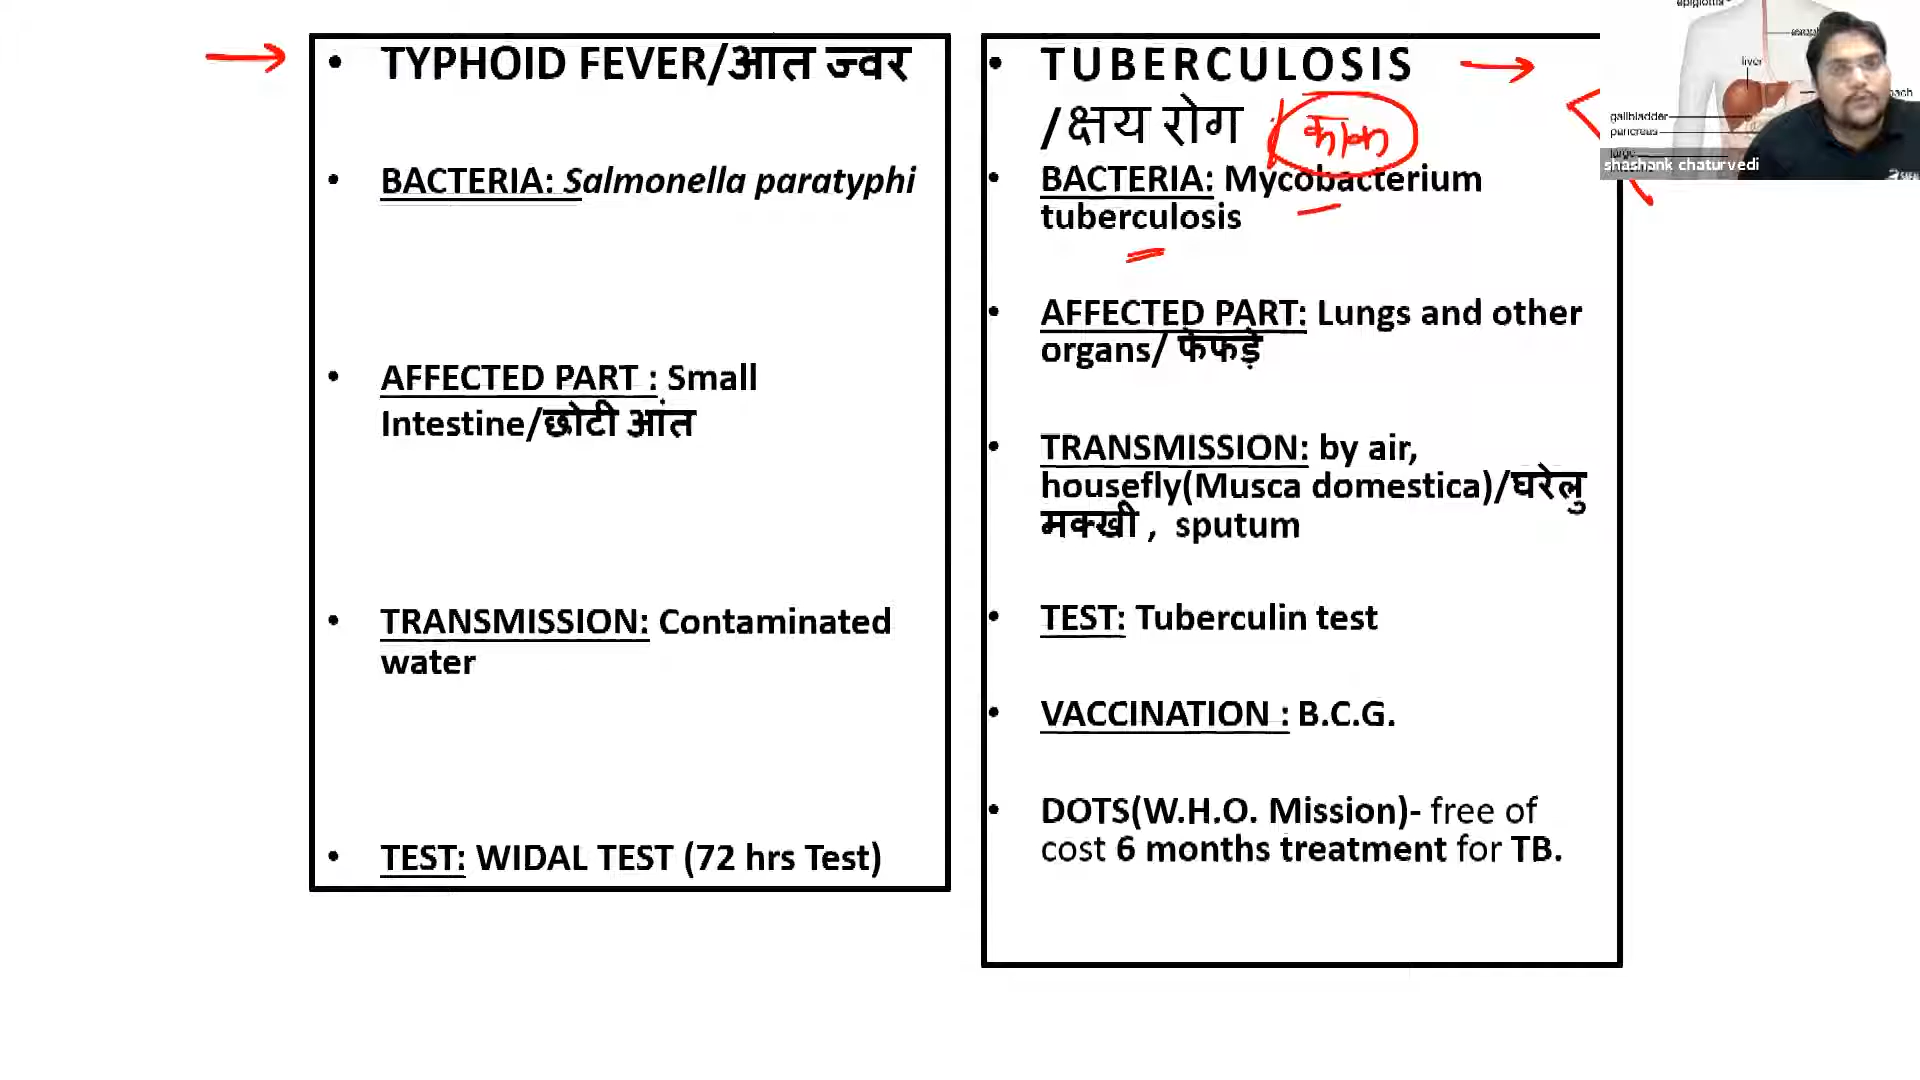 • TYPHOID FEVER/आत ज्वर
• BACTERIA: Salmonella paratyphi
• AFFECTED PART : Small
Intestine/छोटी आंत
• TRANSMISSION: Contaminated
water
• TEST: WIDAL TEST (72 hrs Test)
• TUBERCULOSIS
/क्षय रोग
• BACTERIA: Mycobacterium
tuberculosis
• AFFECTED PART: Lungs and other
organs/ फेफड़े
• TRANSMISSION: by air,
housefly(Musca domestica)/घरेलु
मक्खी , sputum
• TEST: Tuberculin test
• VACCINATION : B.C.G.
• DOTS(W.H.O. Mission)- free of
cost 6 months treatment for TB.
epiglottis
liver
gallbladder
pancreas
large
shashank chaturvedi